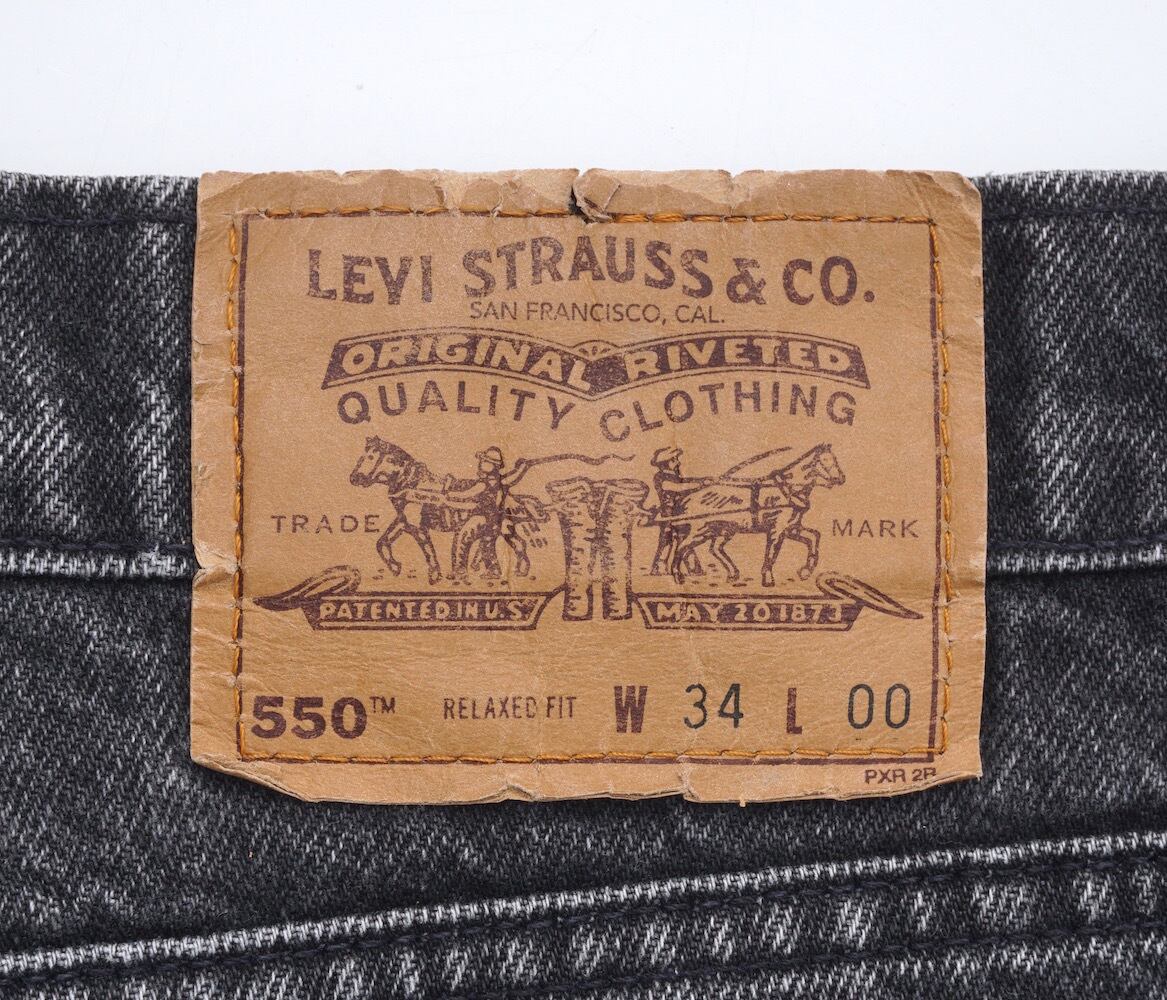 LEVI STRAUSS & CO.
SAN FRANCISCO, CAL.
ORIGINAL RIVETED
QUALITY CLOTHING
TRADE MARK
PATENTED IN U.S. MAY 20 1873
550™ RELAXED FIT W 34 L 00
PXR